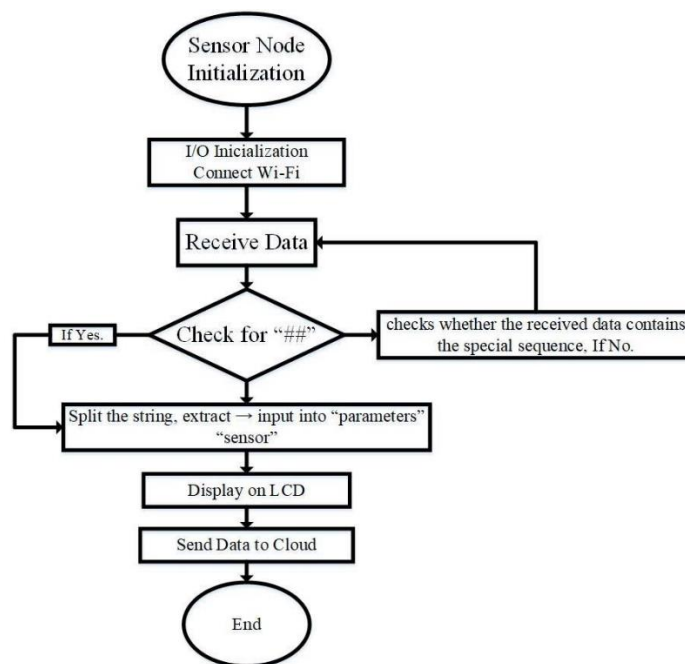 Sensor Node
Initialization
I/O Inicialization
Connect Wi-Fi
Receive Data
If Yes.
Check for “##”
checks whether the received data contains
the special sequence, If No.
Split the string, extract → input into “parameters”
“sensor”
Display on LCD
Send Data to Cloud
End